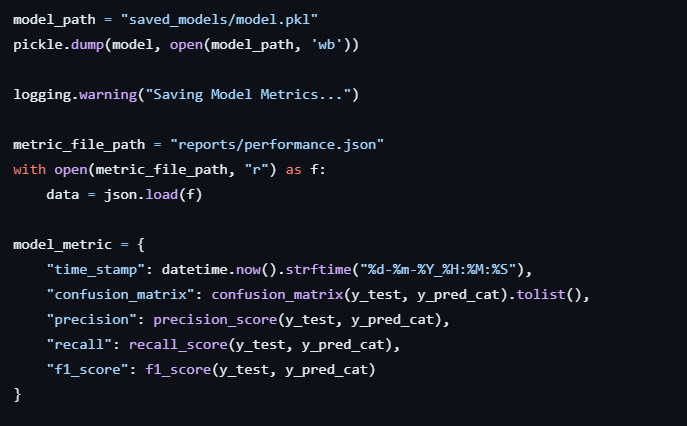 model_path = "saved_models/model.pkl"
pickle.dump(model, open(model_path, 'wb'))
logging.warning("Saving Model Metrics...")
metric_file_path = "reports/performance.json"
with open(metric_file_path, "r") as f:
    data = json.load(f)
model_metric = {
    "time_stamp": datetime.now().strftime("%d-%m-%Y_%H:%M:%S"),
    "confusion_matrix": confusion_matrix(y_test, y_pred_cat).tolist(),
    "precision": precision_score(y_test, y_pred_cat),
    "recall": recall_score(y_test, y_pred_cat),
    "f1_score": f1_score(y_test, y_pred_cat)
}